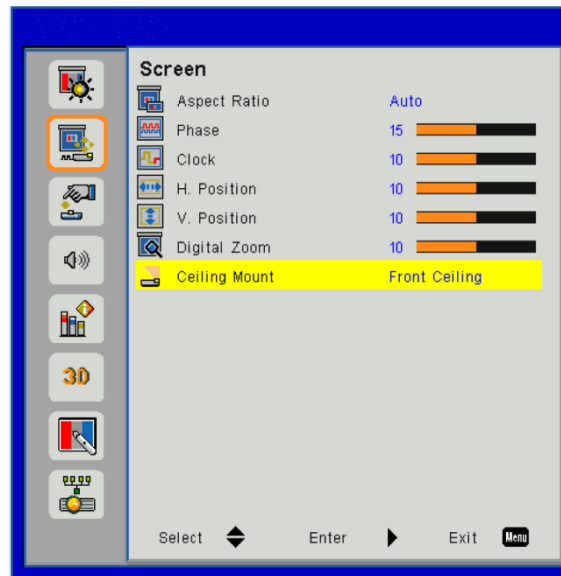 Screen
Aspect Ratio Auto
Phase 15
Clock 10
H. Position 10
V. Position 10
Digital Zoom 10
Ceiling Mount Front Ceiling
3D
Select Enter Exit Menu